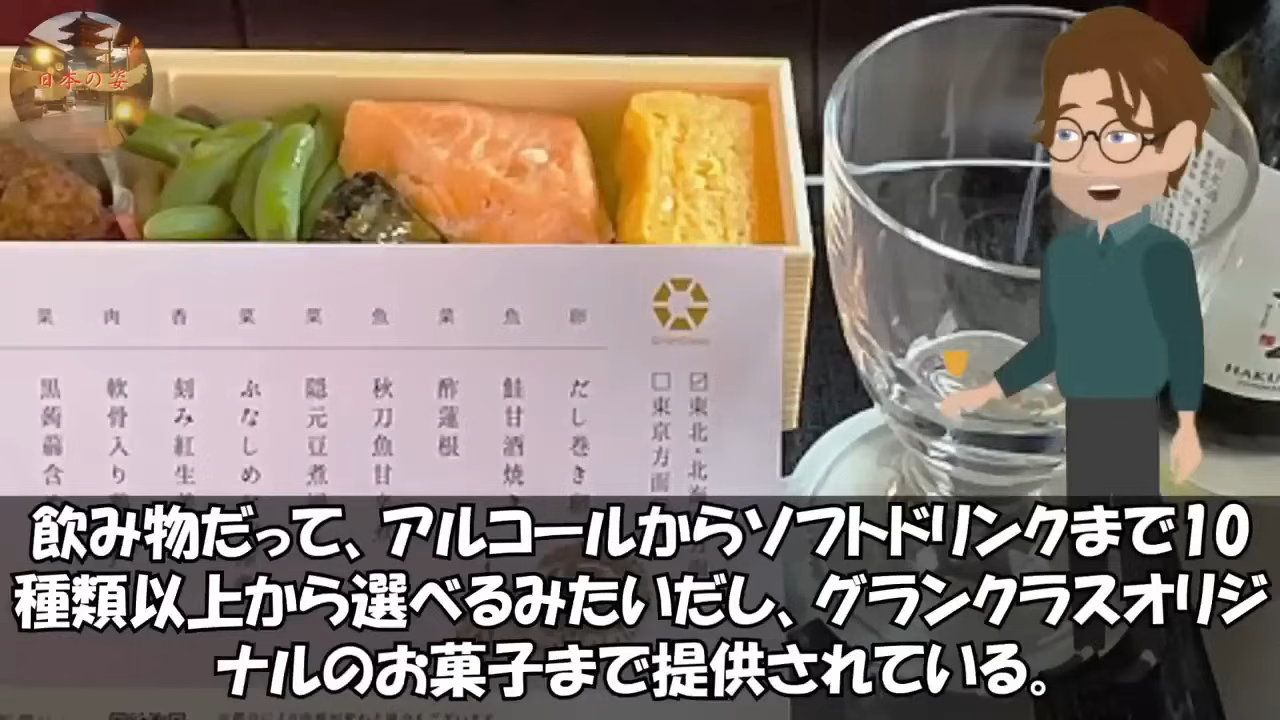 日本の姿
卵
魚
菜
魚
菜
菜
香
肉
菜
☑東北・北海
☐東京方面
だし巻き
鮭甘酒焼
酢蓮根
秋刀魚甘
隠元豆煮
ぶなしめ
刻み紅生
軟骨入り
黒蒟蒻含
HAKU
飲み物だって、アルコールからソフトドリンクまで10
種類以上から選べるみたいだし、グランクラスオリジ
ナルのお菓子まで提供されている。